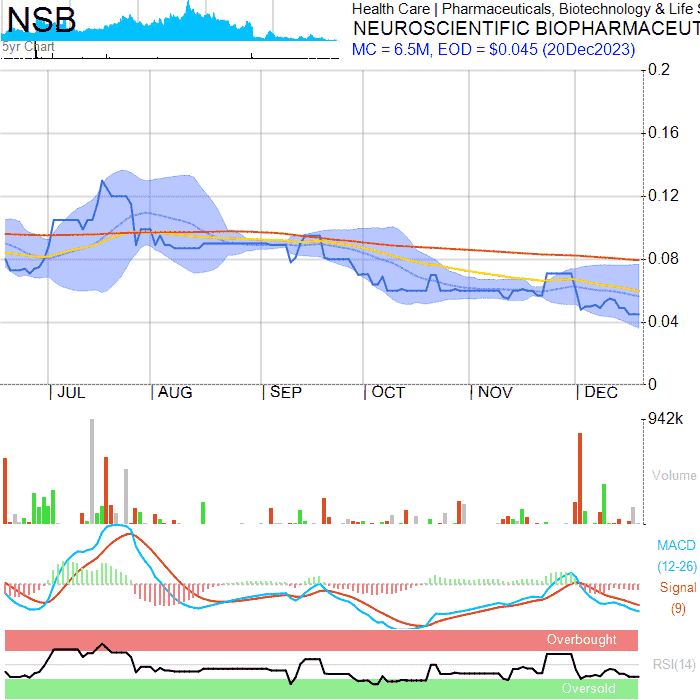 NSB
5yr Chart
Health Care | Pharmaceuticals, Biotechnology & Life S
NEUROSCIENTIFIC BIOPHARMACEUT
MC = 6.5M, EOD = $0.045 (20Dec2023)
0.2
0.16
0.12
0.08
0.04
0
JUL AUG SEP OCT NOV DEC
942k
Volume
MACD
(12-26)
Signal
(9)
Overbought
RSI(14)
Oversold